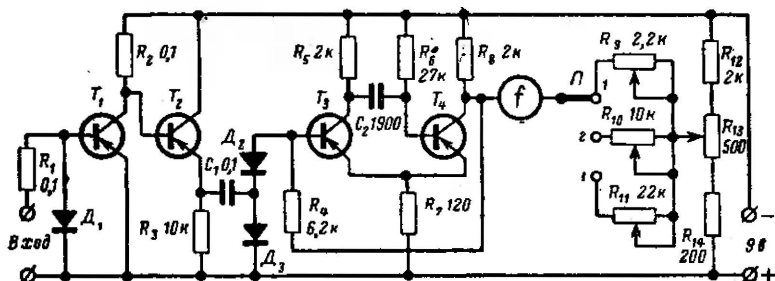 R₂ 0,1
T₁
T₂
R₁
0,1
Вход
Д₁
R₃ 10к
C₁ 0,1
Д₂
Д₃
R₅ 2к
T₃
C₂ 1900
R₄
6,2к
R₆*
27к
T₄
R₇ 120
R₈ 2к
f
П
1
2
R₉ 2,2к
R₁₀ 10к
R₁₁ 22к
R₁₂
2к
R₁₃
500
R₁₄
200
−
9в
+